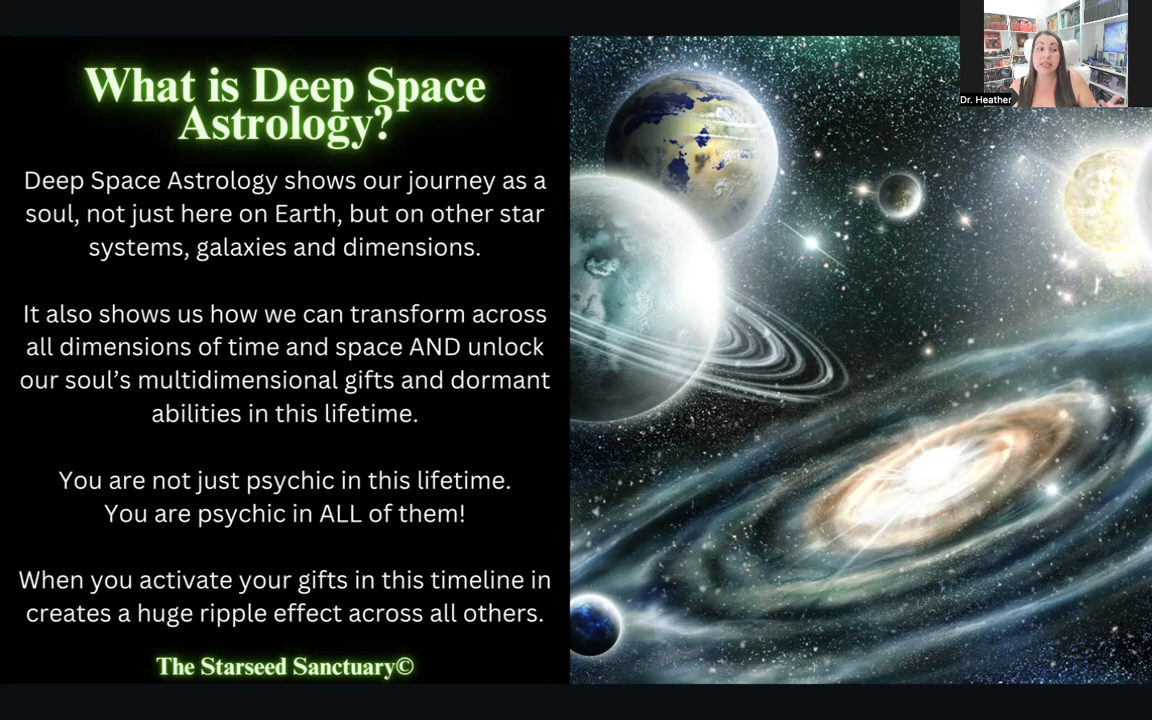 What is Deep Space
Astrology?
Deep Space Astrology shows our journey as a
soul, not just here on Earth, but on other star
systems, galaxies and dimensions.
It also shows us how we can transform across
all dimensions of time and space AND unlock
our soul’s multidimensional gifts and dormant
abilities in this lifetime.
You are not just psychic in this lifetime.
You are psychic in ALL of them!
When you activate your gifts in this timeline in
creates a huge ripple effect across all others.
The Starseed Sanctuary©
Dr. Heather